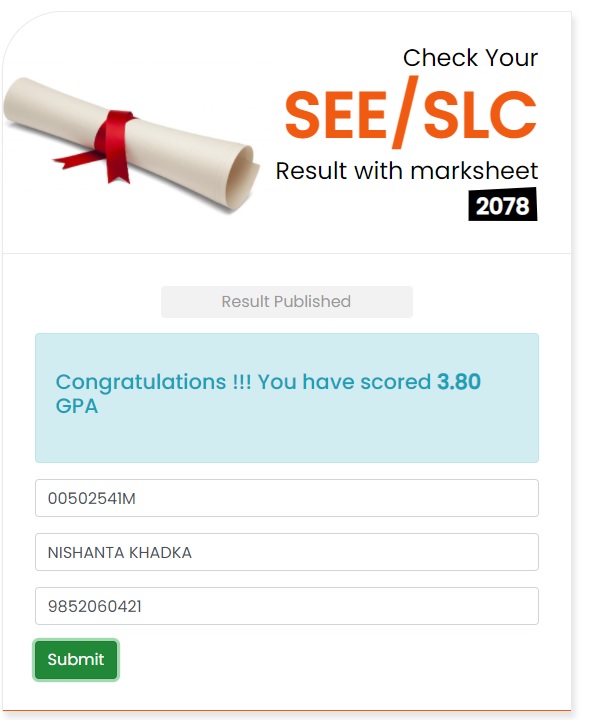 Check Your
SEE/SLC
Result with marksheet
2078
Result Published
Congratulations !!! You have scored 3.80
GPA
00502541M
NISHANTA KHADKA
9852060421
Submit